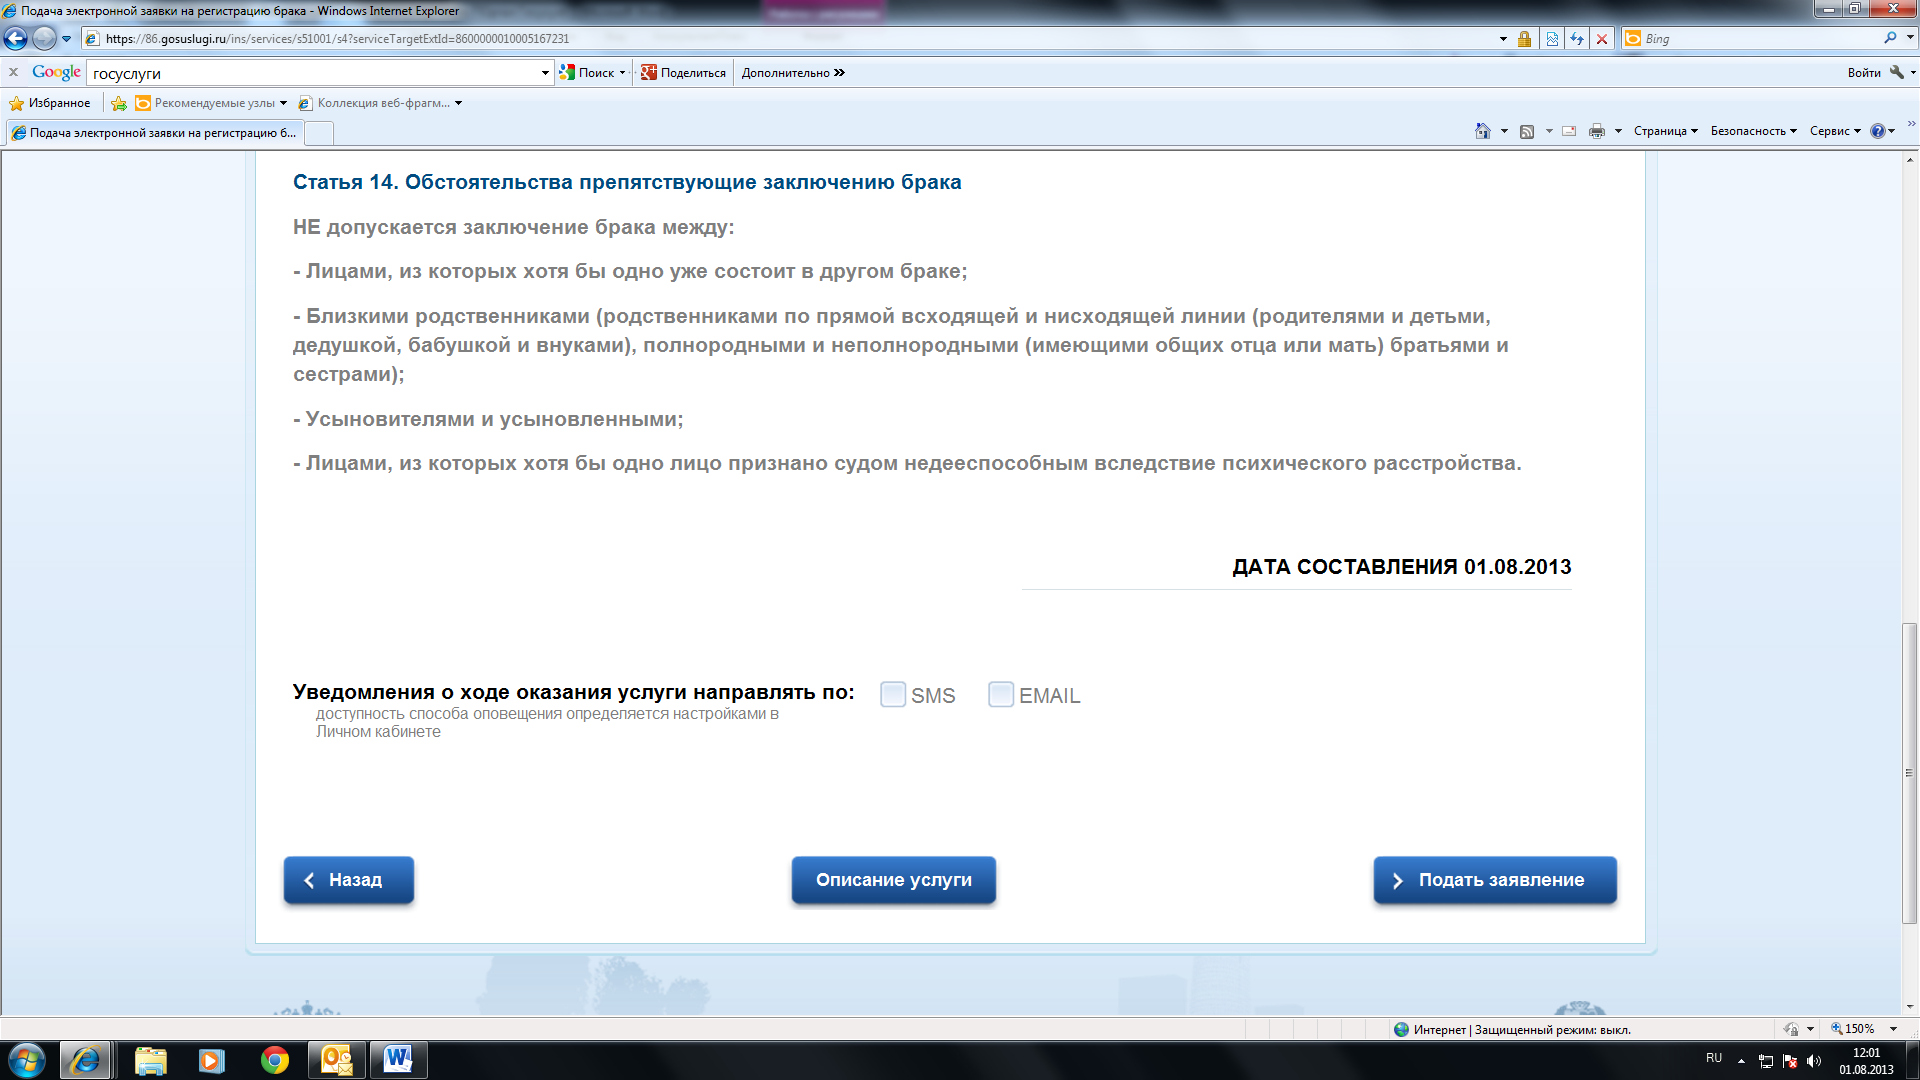 Подача электронной заявки на регистрацию брака - Windows Internet Explorer
https://86.gosuslugi.ru/ins/services/s51001/s4?serviceTargetExtId=8600000010005167231
Bing
Google
госуслуги
Поиск
Поделиться
Дополнительно
Войти
Избранное
Рекомендуемые узлы
Коллекция веб-фрагм...
Подача электронной заявки на регистрацию б...
Страница
Безопасность
Сервис
Статья 14. Обстоятельства препятствующие заключению брака
НЕ допускается заключение брака между:
- Лицами, из которых хотя бы одно уже состоит в другом браке;
- Близкими родственниками (родственниками по прямой всходящей и нисходящей линии (родителями и детьми,
дедушкой, бабушкой и внуками), полнородными и неполнородными (имеющими общих отца или мать) братьями и
сестрами);
- Усыновителями и усыновленными;
- Лицами, из которых хотя бы одно лицо признано судом недееспособным вследствие психического расстройства.
ДАТА СОСТАВЛЕНИЯ 01.08.2013
Уведомления о ходе оказания услуги направлять по:
SMS
EMAIL
доступность способа оповещения определяется настройками в
Личном кабинете
Назад
Описание услуги
Подать заявление
Интернет | Защищенный режим: выкл.
150%
RU
12:01
01.08.2013